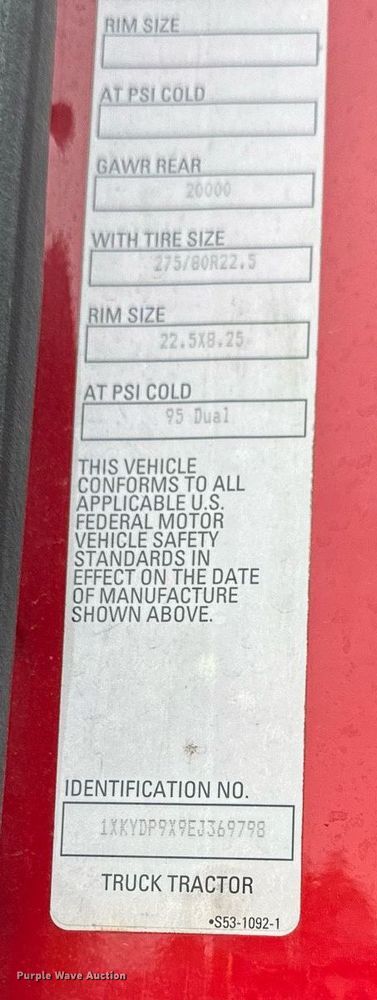 RIM SIZE
AT PSI COLD
GAWR REAR
20000
WITH TIRE SIZE
275/80R22.5
RIM SIZE
22.5X8.25
AT PSI COLD
95 Dual
THIS VEHICLE
CONFORMS TO ALL
APPLICABLE U.S.
FEDERAL MOTOR
VEHICLE SAFETY
STANDARDS IN
EFFECT ON THE DATE
OF MANUFACTURE
SHOWN ABOVE.
IDENTIFICATION NO.
1XKYDP9X9EJ369798
TRUCK TRACTOR
•S53-1092-1
Purple Wave Auction